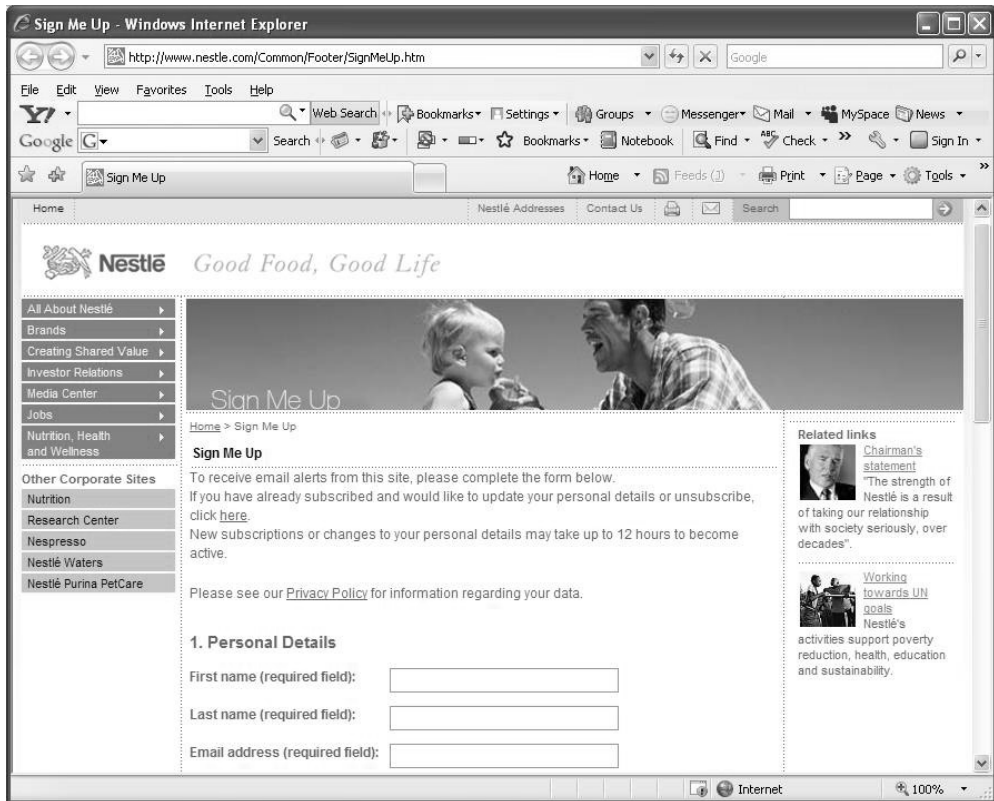 Sign Me Up - Windows Internet Explorer
http://www.nestle.com/Common/Footer/SignMeUp.htm
Google
File Edit View Favorites Tools Help
Y! Web Search Bookmarks Settings Groups Messenger Mail MySpace News
Google G Search Bookmarks Notebook Find ABC Check >> Sign In
Sign Me Up
Home Feeds (J) Print Page Tools >>
Home Nestlé Addresses Contact Us Search
Nestlé Good Food, Good Life
All About Nestlé
Brands
Creating Shared Value
Investor Relations
Media Center
Jobs
Nutrition, Health
and Wellness
Other Corporate Sites
Nutrition
Research Center
Nespresso
Nestlé Waters
Nestlé Purina PetCare
Sign Me Up
Home > Sign Me Up
Sign Me Up
To receive email alerts from this site, please complete the form below.
If you have already subscribed and would like to update your personal details or unsubscribe,
click here.
New subscriptions or changes to your personal details may take up to 12 hours to become
active.
Please see our Privacy Policy for information regarding your data.
1. Personal Details
First name (required field):
Last name (required field):
Email address (required field):
Related links
Chairman's
statement
"The strength of
Nestlé is a result
of taking our relationship
with society seriously, over
decades".
Working
towards UN
goals
Nestlé's
activities support poverty
reduction, health, education
and sustainability.
Internet 100%